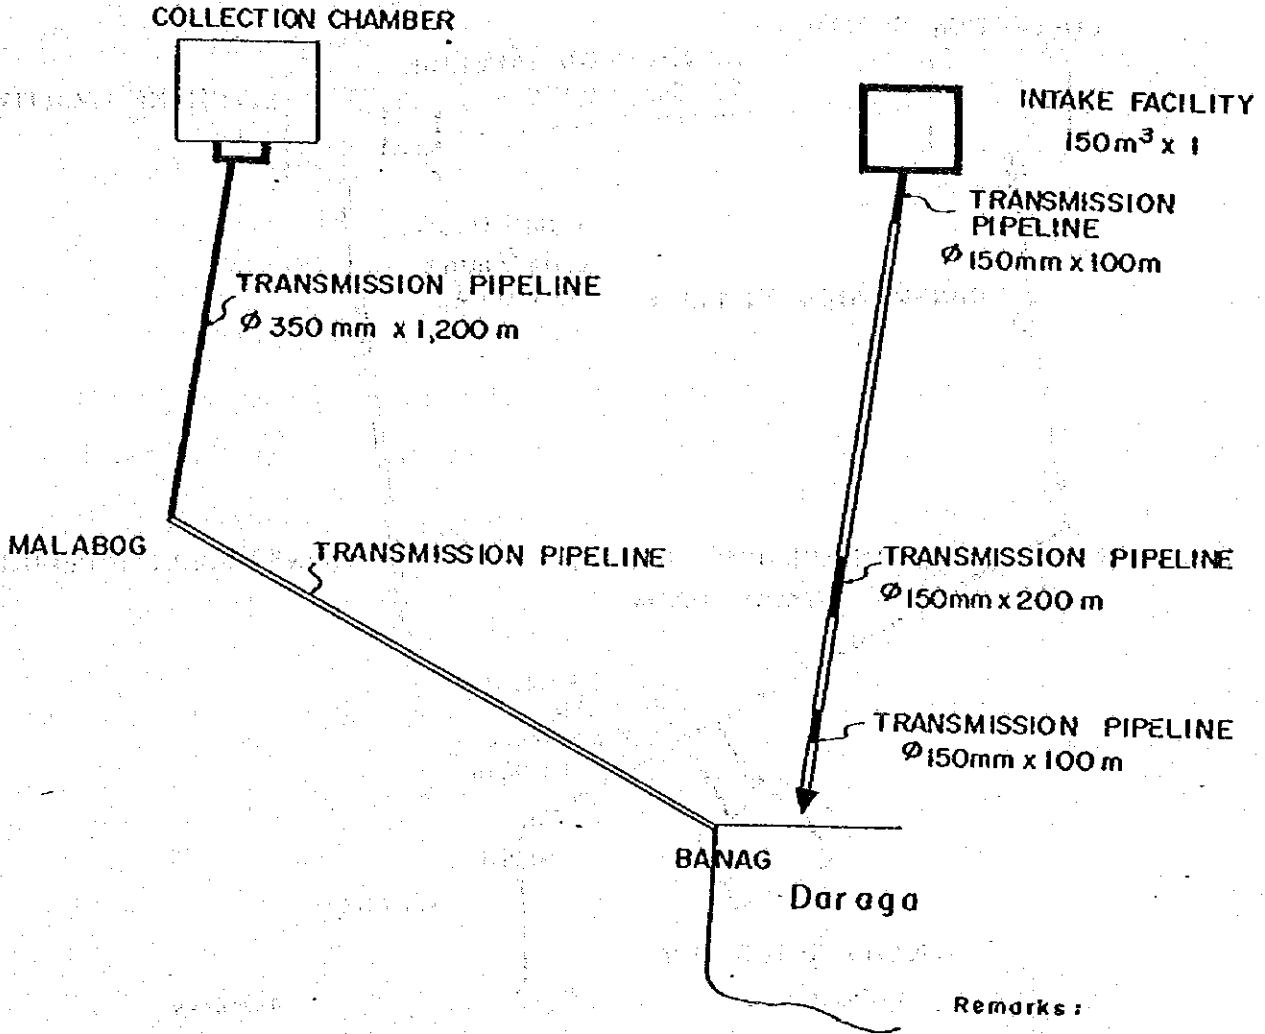 COLLECTION CHAMBER
INTAKE FACILITY
150m³ x 1
TRANSMISSION
PIPELINE
Ø150mm x 100m
TRANSMISSION PIPELINE
Ø 350 mm x 1,200 m
MALABOG
TRANSMISSION PIPELINE
TRANSMISSION PIPELINE
Ø150mm x 200 m
TRANSMISSION PIPELINE
Ø150mm x 100 m
BANAG
Daraga
Remarks :